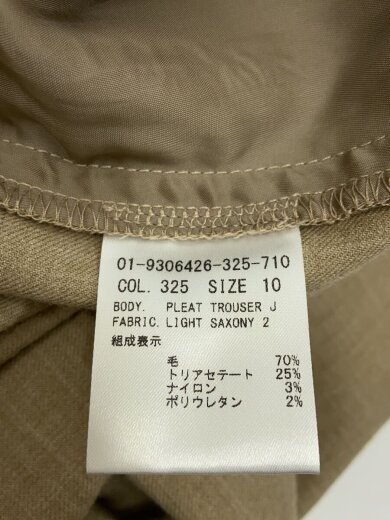 01-9306426-325-710
COL. 325 SIZE 10
BODY. PLEAT TROUSER J
FABRIC. LIGHT SAXONY 2
組成表示
毛 70%
トリアセテート 25%
ナイロン 3%
ポリウレタン 2%